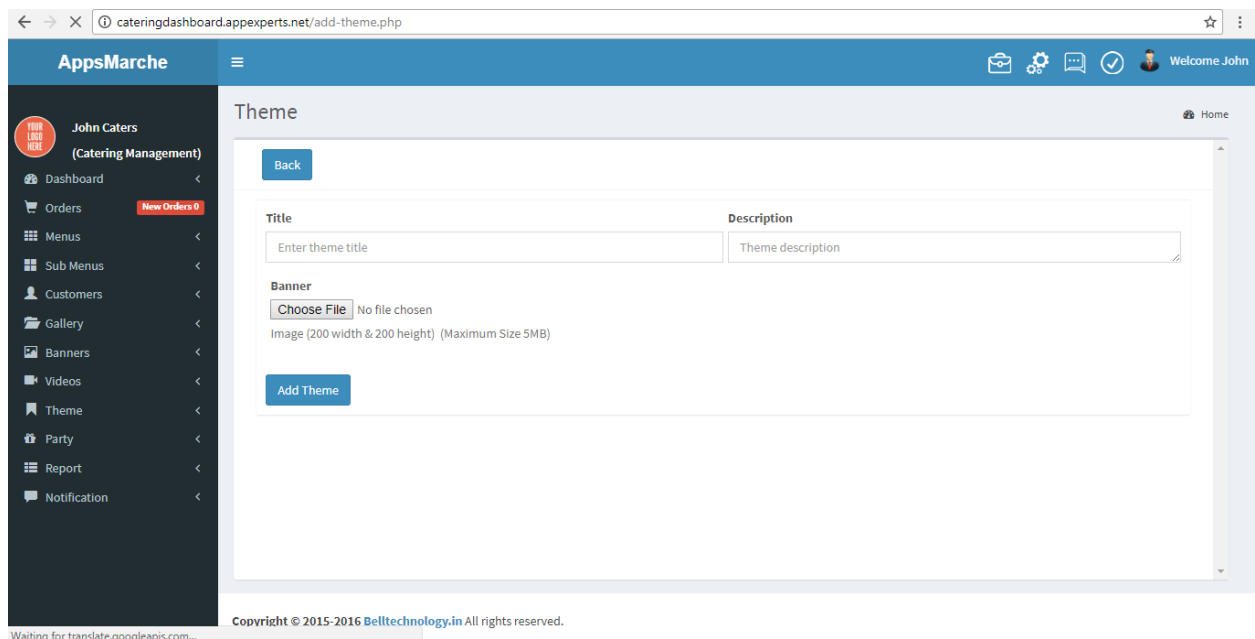 cateringdashboard.appexperts.net/add-theme.php
AppsMarche
Welcome John
YOUR
LOGO
HERE
John Caters
(Catering Management)
Dashboard
Orders
New Orders 0
Menus
Sub Menus
Customers
Gallery
Banners
Videos
Theme
Party
Report
Notification
Theme
Home
Back
Title
Description
Enter theme title
Theme description
Banner
Choose File No file chosen
Image (200 width & 200 height) (Maximum Size 5MB)
Add Theme
Copyright © 2015-2016 Belltechnology.in All rights reserved.
Waiting for translate.googleapis.com...